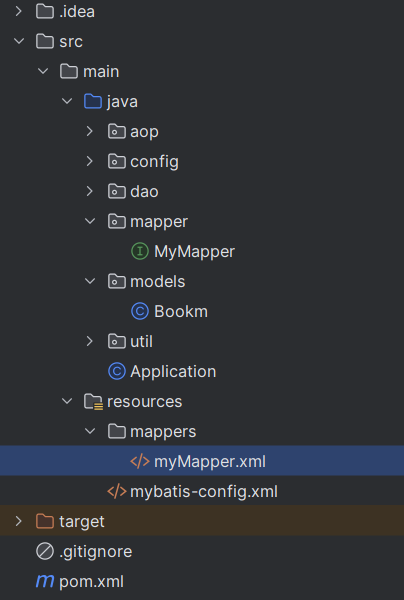 .idea
src
main
java
aop
config
dao
mapper
I MyMapper
models
C Bookm
util
C Application
resources
mappers
</> myMapper.xml
</> mybatis-config.xml
target
.gitignore
m pom.xml